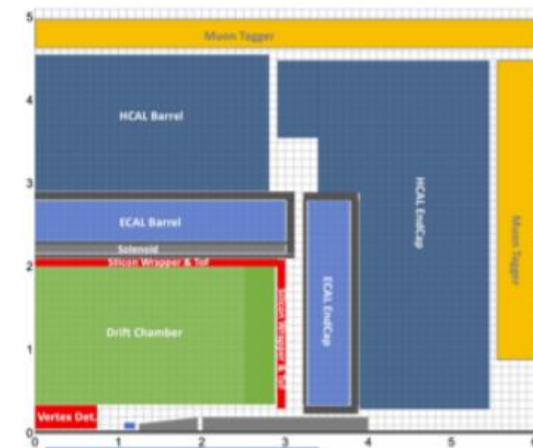 5
Muon Tagger
4
HCAL Barrel
3
HCAL EndCap
Muon Tagger
ECAL Barrel
Solenoid
2
Silicon Wrapper & Tof
Silicon Wrapper & Tof
ECAL EndCap
Drift Chamber
1
Vertex Det.
0
0 1 2 3 4 5 6